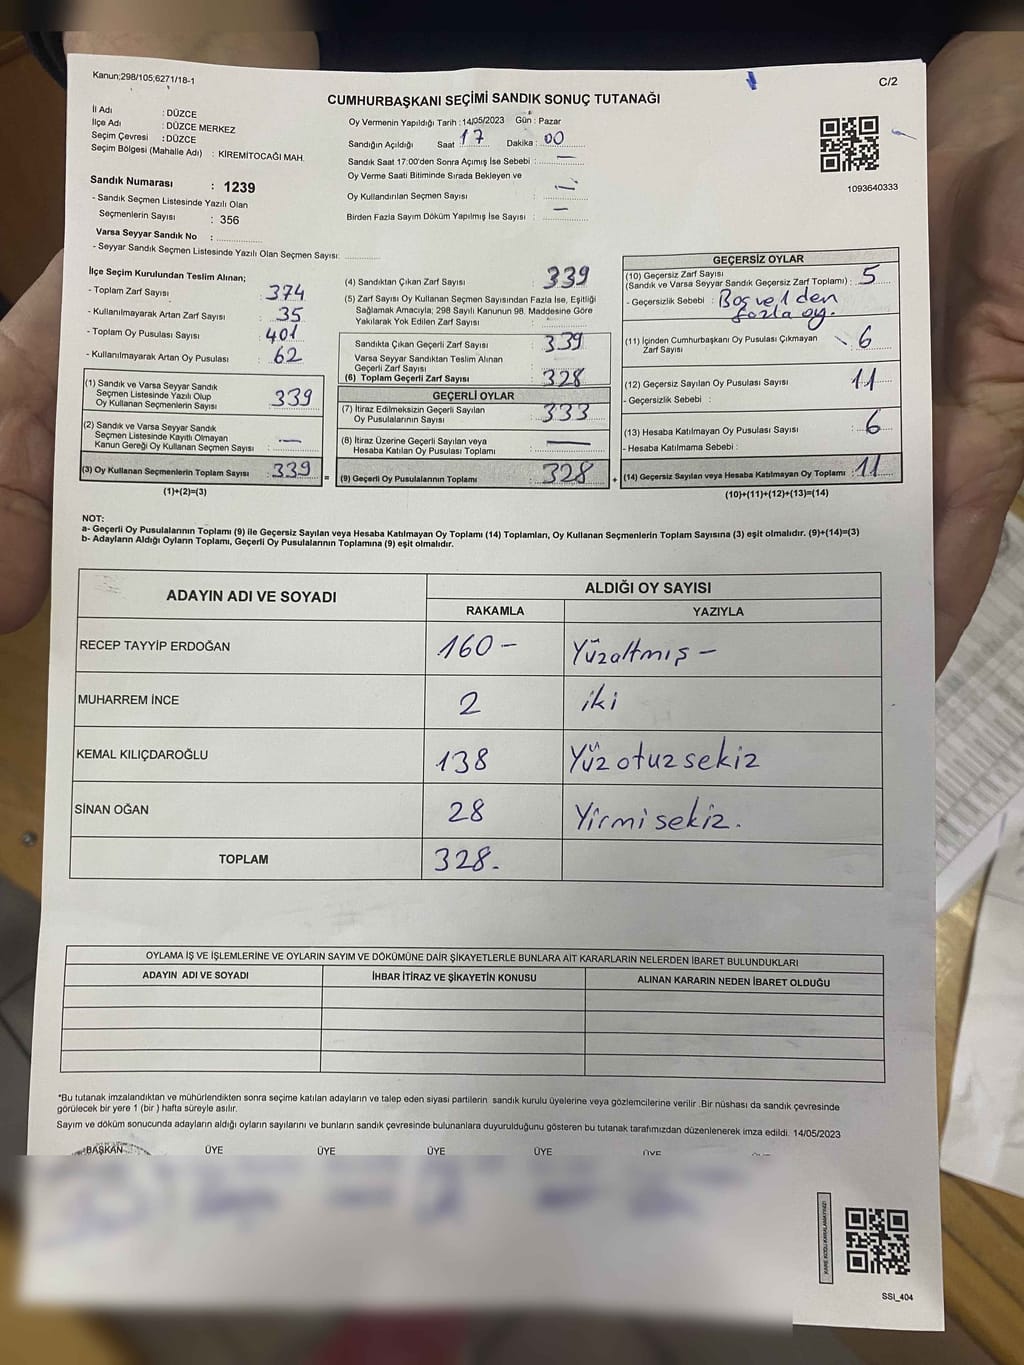 Kanun;298/105,6271/18-1
C/2
CUMHURBAŞKANI SEÇİMİ SANDIK SONUÇ TUTANAĞI
İl Adı : DÜZCE
İlçe Adı : DÜZCE MERKEZ
Seçim Çevresi : DÜZCE
Seçim Bölgesi (Mahalle Adı) : KİREMİTOCAĞI MAH.
Sandık Numarası : 1239
- Sandık Seçmen Listesinde Yazılı Olan
Seçmenlerin Sayısı : 356
Varsa Seyyar Sandık No :
- Seyyar Sandık Seçmen Listesinde Yazılı Olan Seçmen Sayısı:
Oy Vermenin Yapıldığı Tarih : 14/05/2023 Gün : Pazar
Sandığın Açıldığı Saat 17 Dakika : 00
Sandık Saat 17:00'den Sonra Açımış İse Sebebi : —
Oy Verme Saati Bitiminde Sırada Bekleyen ve
Oy Kullandırılan Seçmen Sayısı : —
Birden Fazla Sayım Döküm Yapılmış İse Sayısı : —
1093640333
İlçe Seçim Kurulundan Teslim Alınan;
- Toplam Zarf Sayısı : 374
- Kullanılmayarak Artan Zarf Sayısı : 35
- Toplam Oy Pusulası Sayısı : 401
- Kullanılmayarak Artan Oy Pusulası : 62
(1) Sandık ve Varsa Seyyar Sandık
Seçmen Listesinde Yazılı Olup
Oy Kullanan Seçmenlerin Sayısı : 339
(2) Sandık ve Varsa Seyyar Sandık
Seçmen Listesinde Kayıtlı Olmayan
Kanun Gereği Oy Kullanan Seçmen Sayısı : —
(3) Oy Kullanan Seçmenlerin Toplam Sayısı : 339
(1)+(2)=(3)
=
(4) Sandıktan Çıkan Zarf Sayısı : 339
(5) Zarf Sayısı Oy Kullanan Seçmen Sayısından Fazla İse, Eşitliği
Sağlamak Amacıyla; 298 Sayılı Kanunun 98. Maddesine Göre
Yakılarak Yok Edilen Zarf Sayısı :
Sandıkta Çıkan Geçerli Zarf Sayısı : 339
Varsa Seyyar Sandıktan Teslim Alınan
Geçerli Zarf Sayısı :
(6) Toplam Geçerli Zarf Sayısı : 328
GEÇERLİ OYLAR
(7) İtiraz Edilmeksizin Geçerli Sayılan
Oy Pusulalarının Sayısı : 333
(8) İtiraz Üzerine Geçerli Sayılan veya
Hesaba Katılan Oy Pusulası Toplamı : —
(9) Geçerli Oy Pusulalarının Toplamı : 328
+
GEÇERSİZ OYLAR
(10) Geçersiz Zarf Sayısı
(Sandık ve Varsa Seyyar Sandık Geçersiz Zarf Toplamı) : 5
- Geçersizlik Sebebi : Boş ve 1 den
fazla oy.
(11) İçinden Cumhurbaşkanı Oy Pusulası Çıkmayan
Zarf Sayısı : 6
(12) Geçersiz Sayılan Oy Pusulası Sayısı : 11
- Geçersizlik Sebebi :
(13) Hesaba Katılmayan Oy Pusulası Sayısı : 6
- Hesaba Katılmama Sebebi :
(14) Geçersiz Sayılan veya Hesaba Katılmayan Oy Toplamı : 11
(10)+(11)+(12)+(13)=(14)
NOT:
a- Geçerli Oy Pusulalarının Toplamı (9) ile Geçersiz Sayılan veya Hesaba Katılmayan Oy Toplamı (14) Toplamları, Oy Kullanan Seçmenlerin Toplam Sayısına (3) eşit olmalıdır. (9)+(14)=(3)
b- Adayların Aldığı Oyların Toplamı, Geçerli Oy Pusulalarının Toplamına (9) eşit olmalıdır.
ADAYIN ADI VE SOYADI
ALDIĞI OY SAYISI
RAKAMLA YAZIYLA
RECEP TAYYİP ERDOĞAN 160 - Yüzaltmış -
MUHARREM İNCE 2 iki
KEMAL KILIÇDAROĞLU 138 Yüz otuz sekiz
SİNAN OĞAN 28 Yirmi sekiz.
TOPLAM 328.
OYLAMA İŞ VE İŞLEMLERİNE VE OYLARIN SAYIM VE DÖKÜMÜNE DAİR ŞİKAYETLERLE BUNLARA AİT KARARLARIN NELERDEN İBARET BULUNDUKLARI
ADAYIN ADI VE SOYADI İHBAR İTİRAZ VE ŞİKAYETİN KONUSU ALINAN KARARIN NEDEN İBARET OLDUĞU
*Bu tutanak imzalandıktan ve mühürlendikten sonra seçime katılan adayların ve talep eden siyasi partilerin sandık kurulu üyelerine veya gözlemcilerine verilir .Bir nüshası da sandık çevresinde
görülecek bir yere 1 (bir ) hafta süreyle asılır.
Sayım ve döküm sonucunda adayların aldığı oyların sayılarını ve bunların sandık çevresinde bulunanlara duyurulduğunu gösteren bu tutanak tarafımızdan düzenlenerek imza edildi. 14/05/2023
BAŞKAN ÜYE ÜYE ÜYE ÜYE ÜYE
KARE KODU KARALAMAYINIZ!
SSI_404